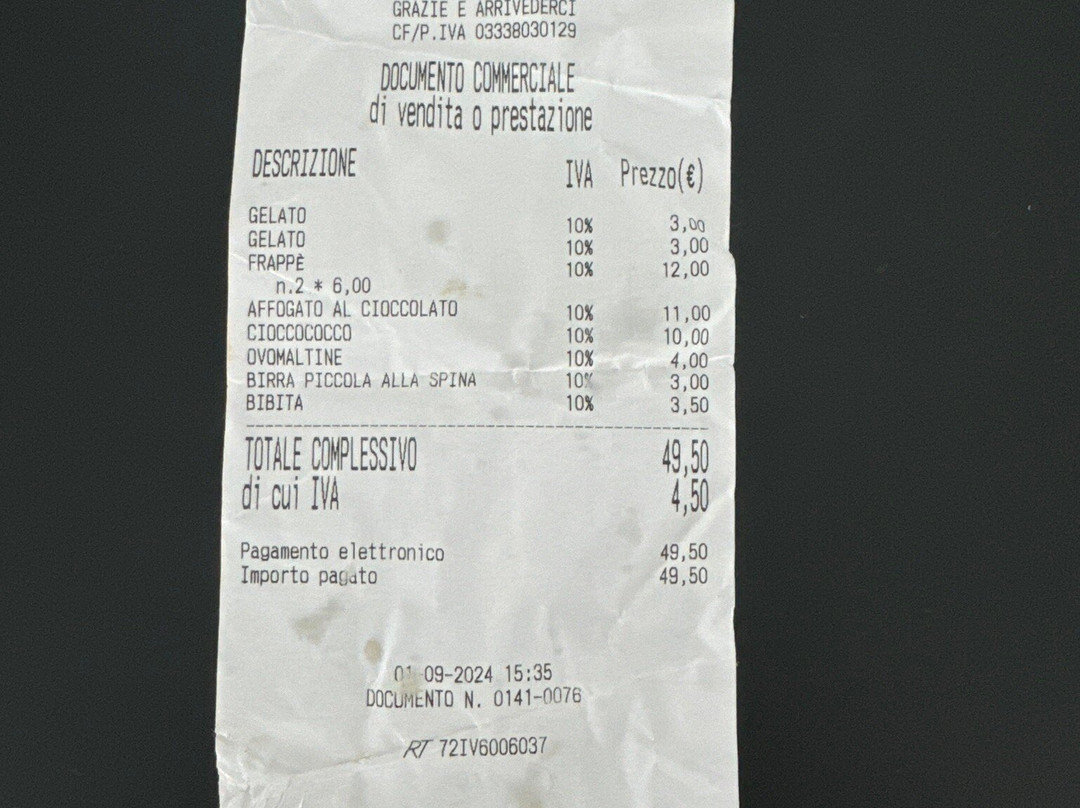 GRAZIE E ARRIVEDERCI
CF/P.IVA 03338030129
DOCUMENTO COMMERCIALE
di vendita o prestazione
DESCRIZIONE IVA Prezzo(€)
GELATO 10% 3,00
GELATO 10% 3,00
FRAPPÈ 10% 12,00
n.2 * 6,00
AFFOGATO AL CIOCCOLATO 10% 11,00
CIOCCOCOCCO 10% 10,00
OVOMALTINE 10% 4,00
BIRRA PICCOLA ALLA SPINA 10% 3,00
BIBITA 10% 3,50
TOTALE COMPLESSIVO 49,50
di cui IVA 4,50
Pagamento elettronico 49,50
Importo pagato 49,50
01-09-2024 15:35
DOCUMENTO N. 0141-0076
RT 72IV6006037